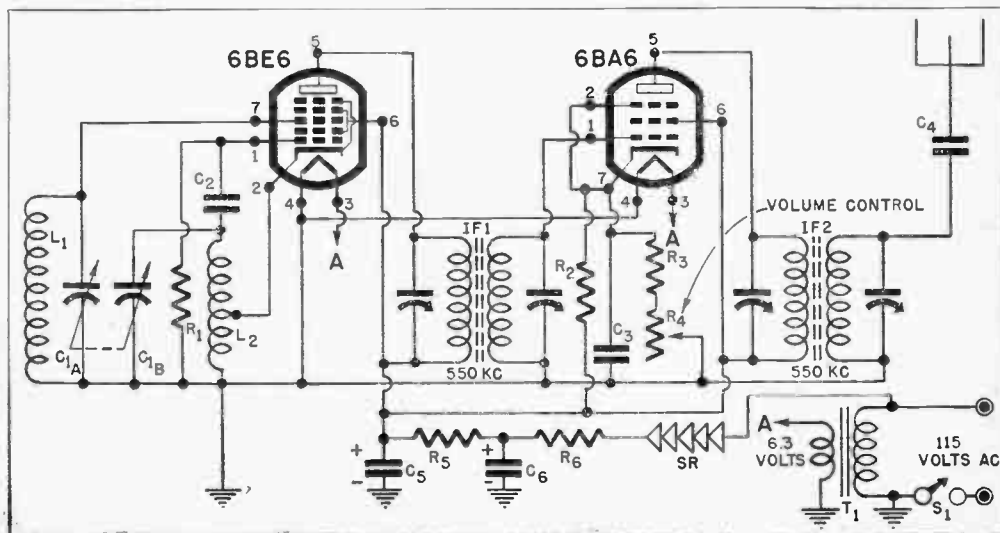 6BE6
5
7
6
1
2
4
3
A
C2
L1
L2
R1
C1A
C1B
IF1
550 KC
6BA6
5
2
1
6
7
4
3
A
VOLUME CONTROL
R2
R3
R4
C3
C4
IF2
550 KC
+
-
C5
R5
+
-
C6
R6
SR
A
6.3
VOLTS
T1
115
VOLTS AC
S1